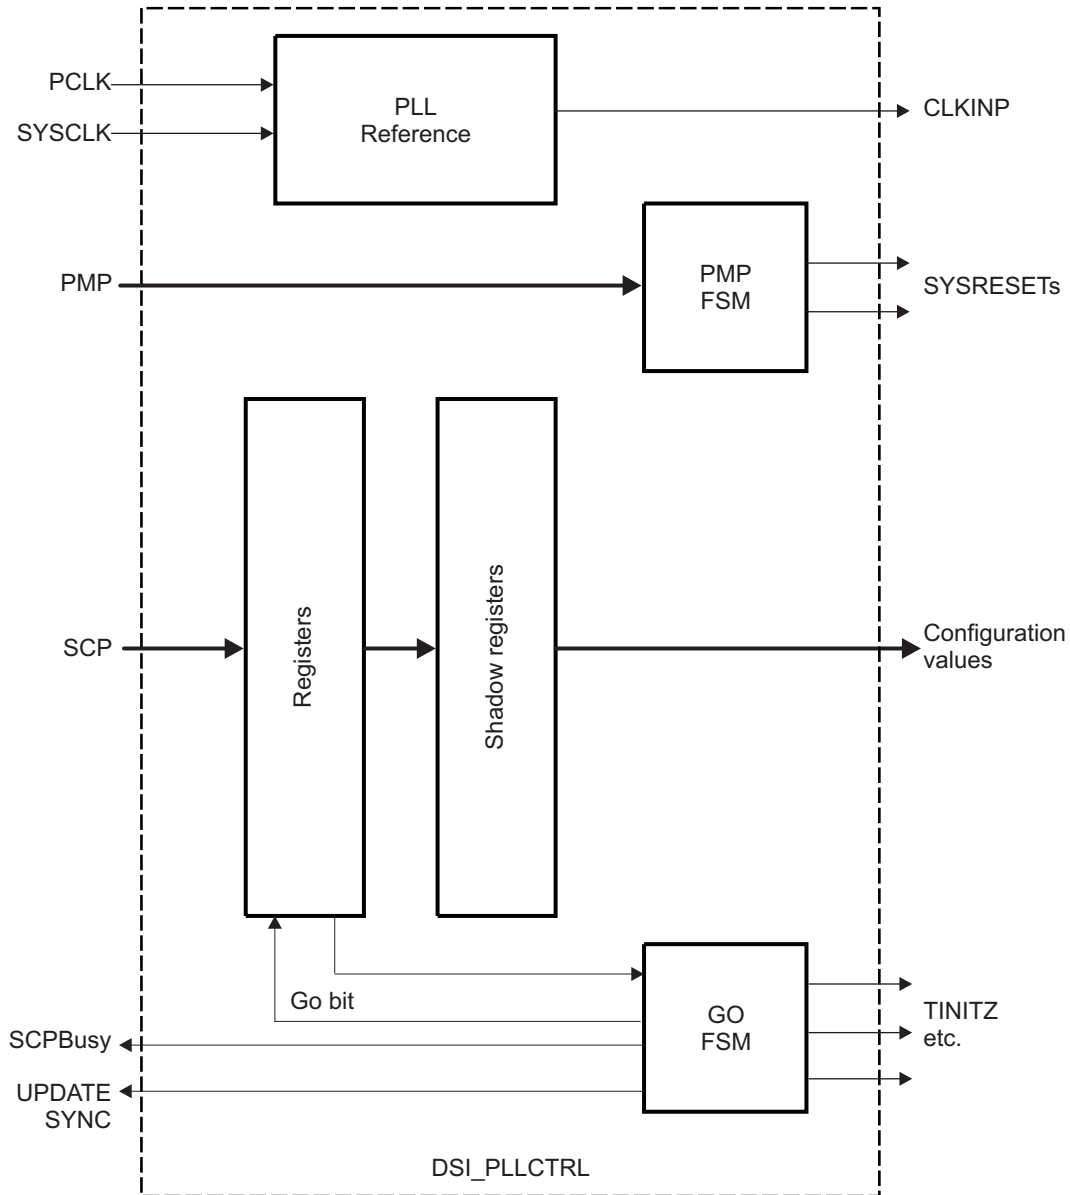 PCLK
SYSCLK
PLL
Reference
CLKINP
PMP
PMP
FSM
SYSRESETs
SCP
Registers
Shadow registers
Configuration
values
Go bit
GO
FSM
TINITZ
etc.
SCPBusy
UPDATE
SYNC
DSI_PLLCTRL